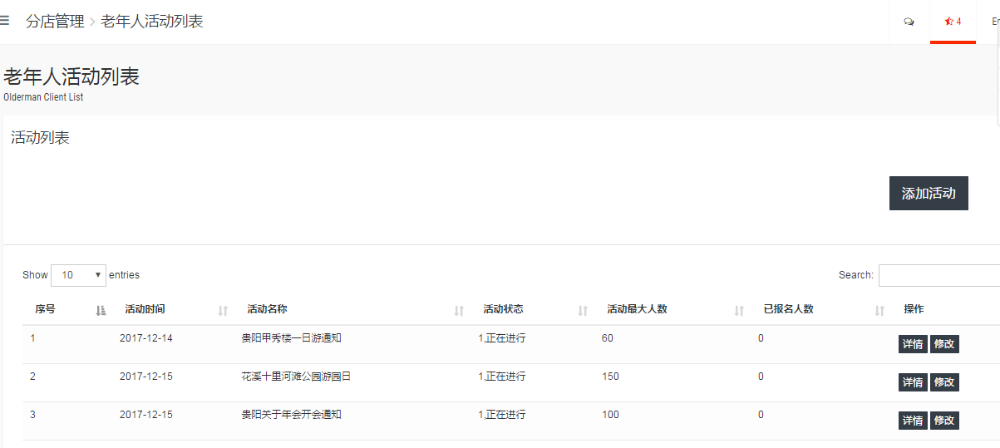 分店管理 > 老年人活动列表
4
老年人活动列表
Olderman Client List
活动列表
添加活动
Show 10 entries
Search:
序号 活动时间 活动名称 活动状态 活动最大人数 已报名人数 操作
1 2017-12-14 贵阳甲秀楼一日游通知 1,正在进行 60 0 详情 修改
2 2017-12-15 花溪十里河滩公园游园日 1,正在进行 150 0 详情 修改
3 2017-12-15 贵阳关于年会开会通知 1,正在进行 100 0 详情 修改